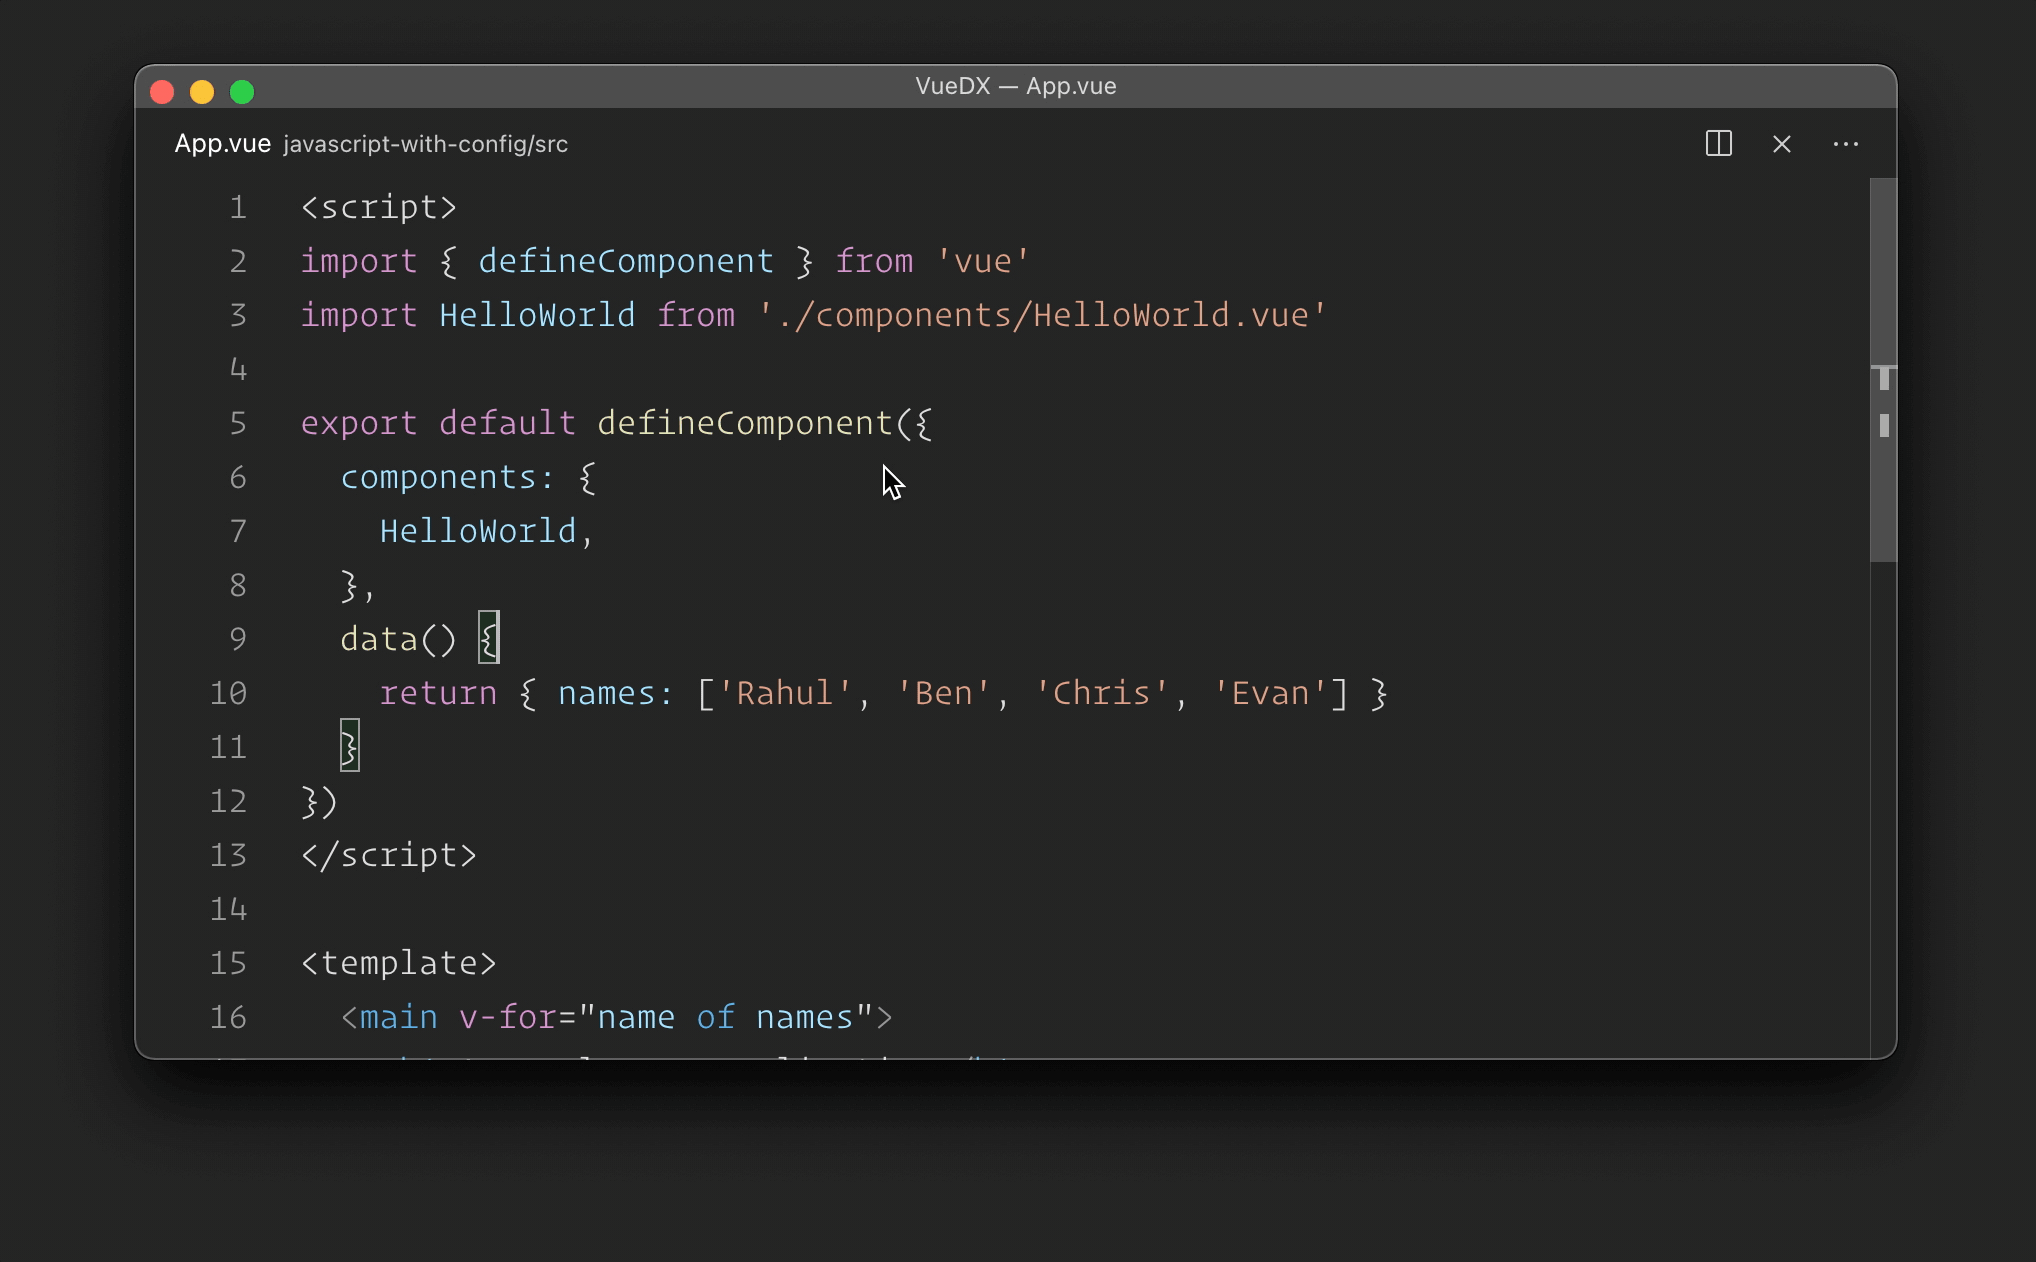 VueDX — App.vue
App.vue javascript-with-config/src
1 <script>
2 import { defineComponent } from 'vue'
3 import HelloWorld from './components/HelloWorld.vue'
4
5 export default defineComponent({
6   components: {
7     HelloWorld,
8   },
9   data() {
10     return { names: ['Rahul', 'Ben', 'Chris', 'Evan'] }
11   }
12 })
13 </script>
14
15 <template>
16   <main v-for="name of names">